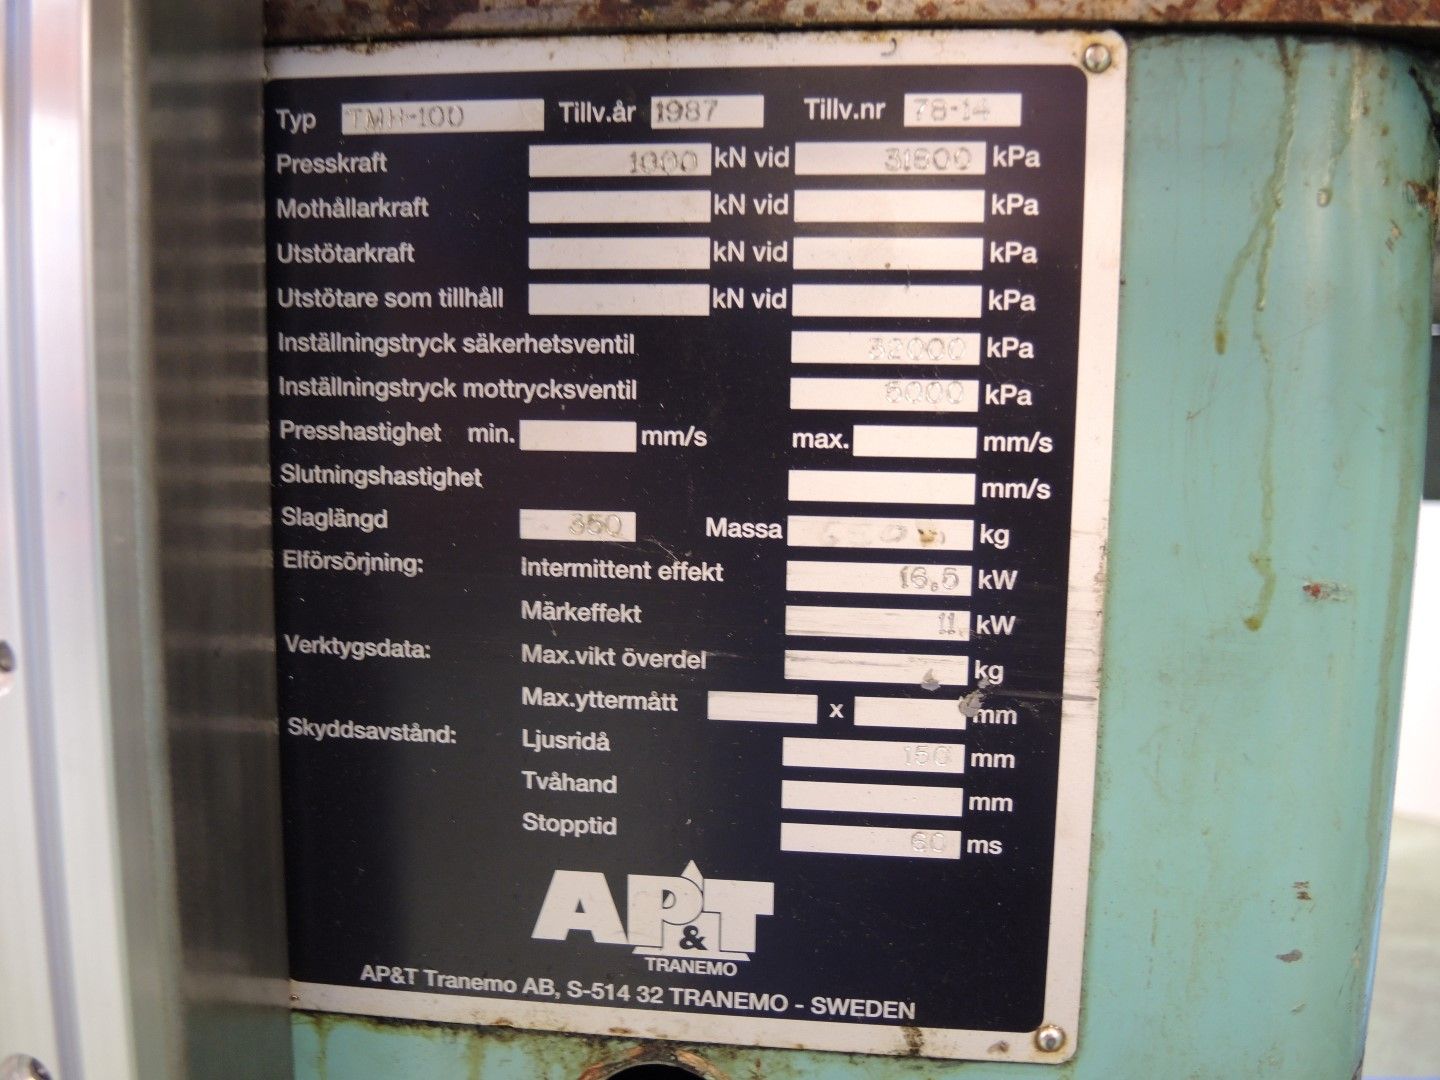 Typ TMH-100 Tillv.år 1987 Tillv.nr 78-14
Presskraft 1000 kN vid 31800 kPa
Mothållarkraft kN vid kPa
Utstötarkraft kN vid kPa
Utstötare som tillhåll kN vid kPa
Inställningstryck säkerhetsventil 32000 kPa
Inställningstryck mottrycksventil 5000 kPa
Presshastighet min. mm/s max. mm/s
Slutningshastighet mm/s
Slaglängd 350 Massa kg
Elförsörjning: Intermittent effekt 16.5 kW
Märkeffekt 11 kW
Verktygsdata: Max.vikt överdel kg
Max.yttermått x mm
Skyddsavstånd: Ljusridå 150 mm
Tvåhand mm
Stopptid 60 ms
AP&T
TRANEMO
AP&T Tranemo AB, S-514 32 TRANEMO - SWEDEN